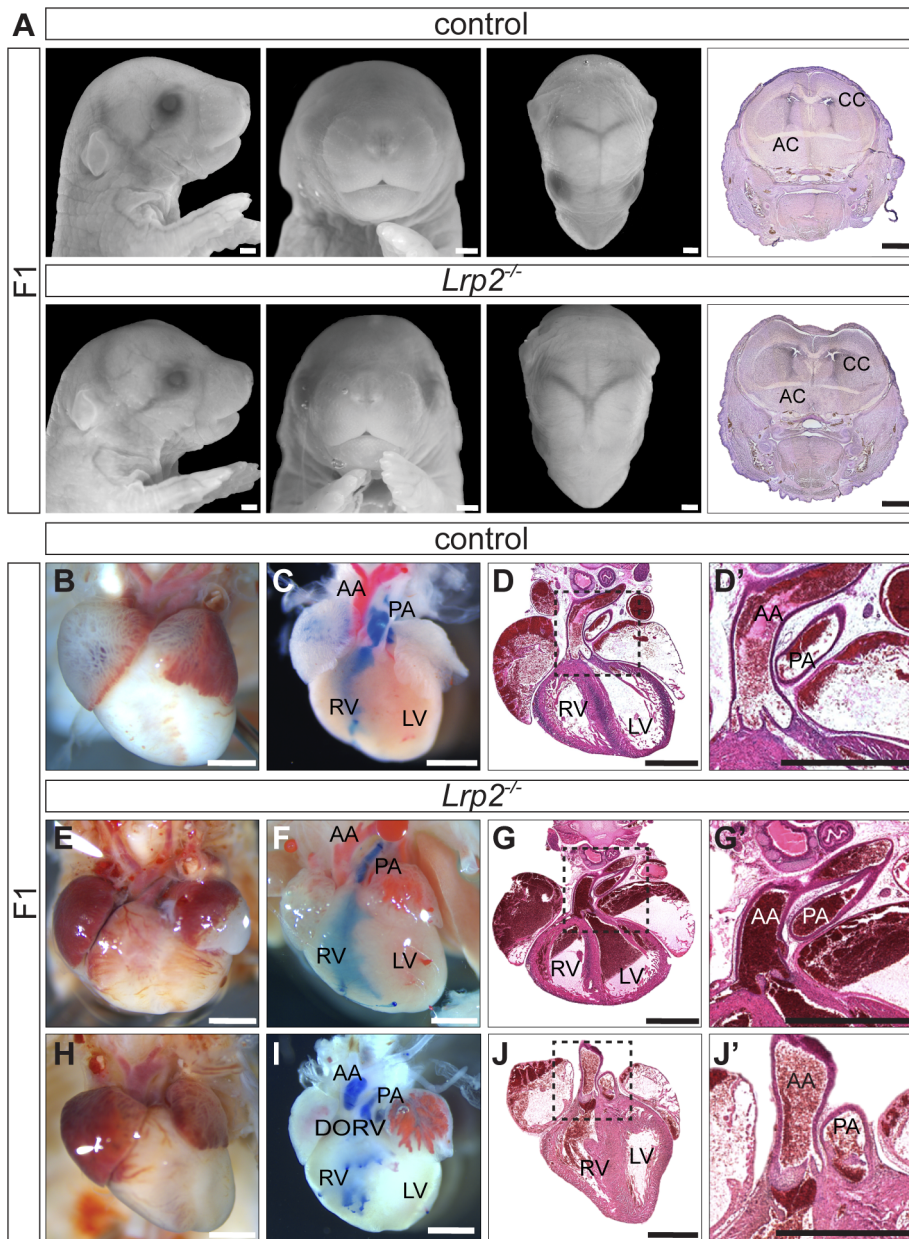 A
control
F1
CC
AC
Lrp2-/-
CC
AC
control
F1
B
C
AA
PA
RV
LV
D
RV
LV
D’
AA
PA
Lrp2-/-
E
F
AA
PA
RV
LV
G
RV
LV
G’
AA
PA
H
I
AA
PA
DORV
RV
LV
J
RV
LV
J’
AA
PA